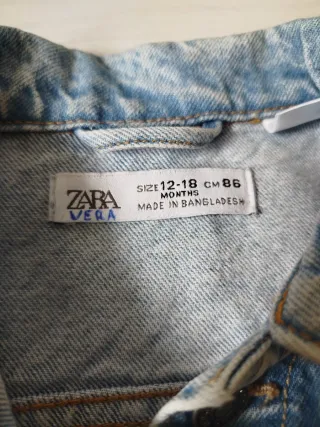 ZARA
VERA
SIZE 12-18 CM 86
MONTHS
MADE IN BANGLADESH